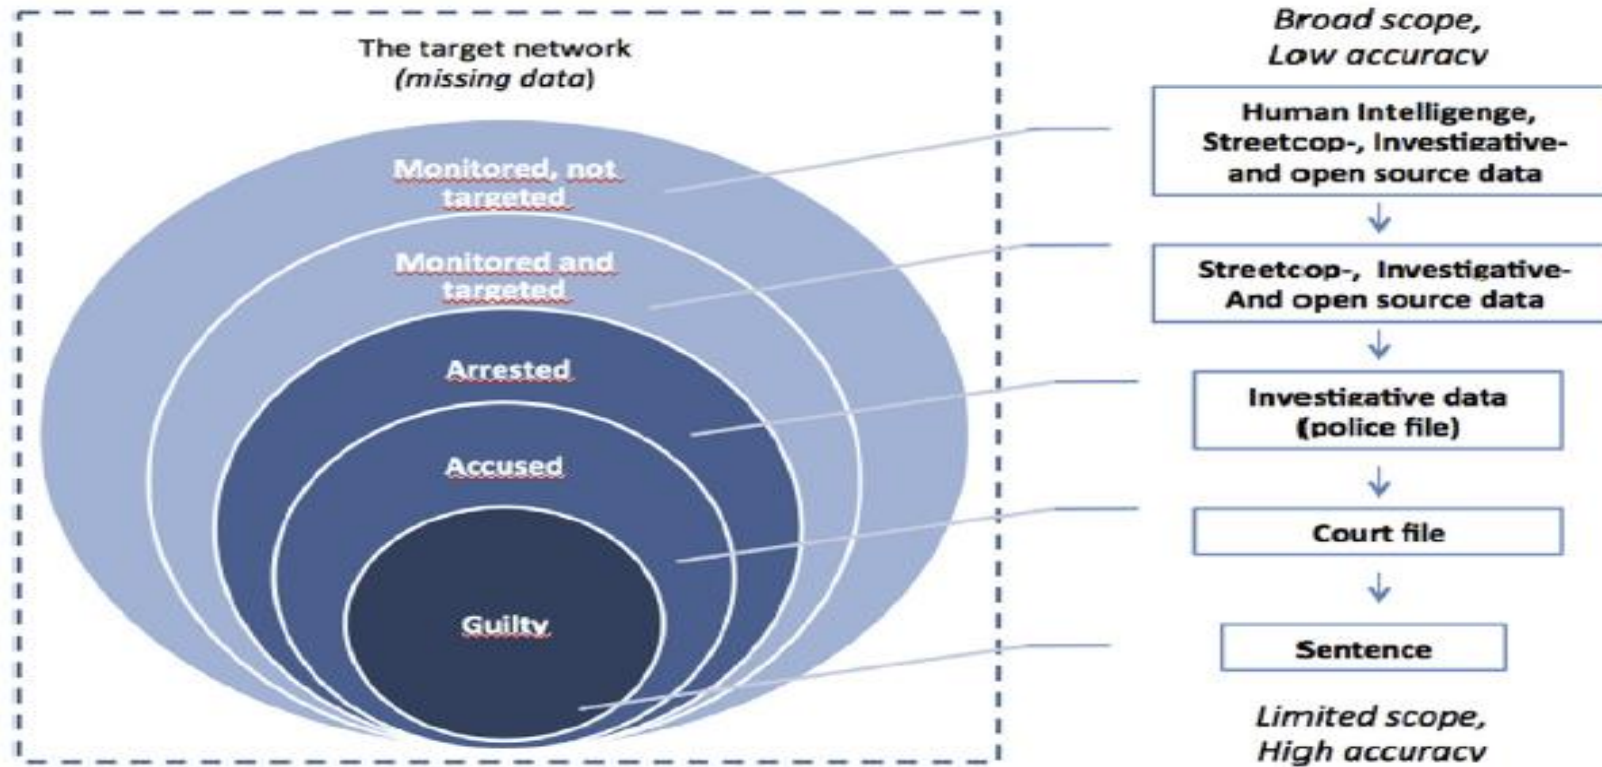 The target network
(missing data)
Monitored, not
targeted
Monitored and
targeted
Arrested
Accused
Guilty
Broad scope,
Low accuracy
Human Intelligenge,
Streetcop-, Investigative-
and open source data
Streetcop-, Investigative-
And open source data
Investigative data
(police file)
Court file
Sentence
Limited scope,
High accuracy